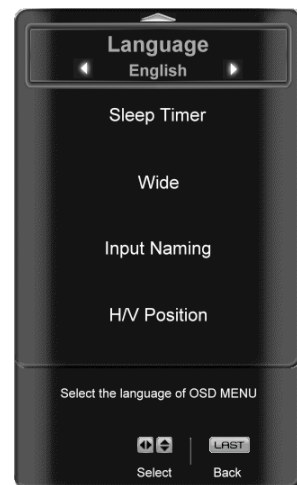 Language
English
Sleep Timer
Wide
Input Naming
H/V Position
Select the language of OSD MENU
LAST
Select Back